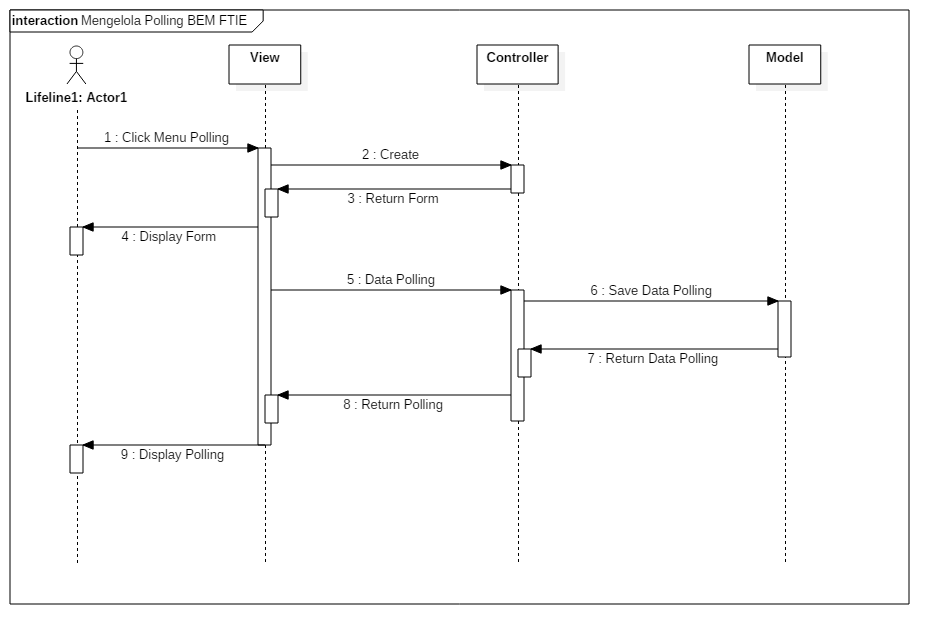 interaction Mengelola Polling BEM FTIE
View
Controller
Model
Lifeline1: Actor1
1 : Click Menu Polling
2 : Create
3 : Return Form
4 : Display Form
5 : Data Polling
6 : Save Data Polling
7 : Return Data Polling
8 : Return Polling
9 : Display Polling